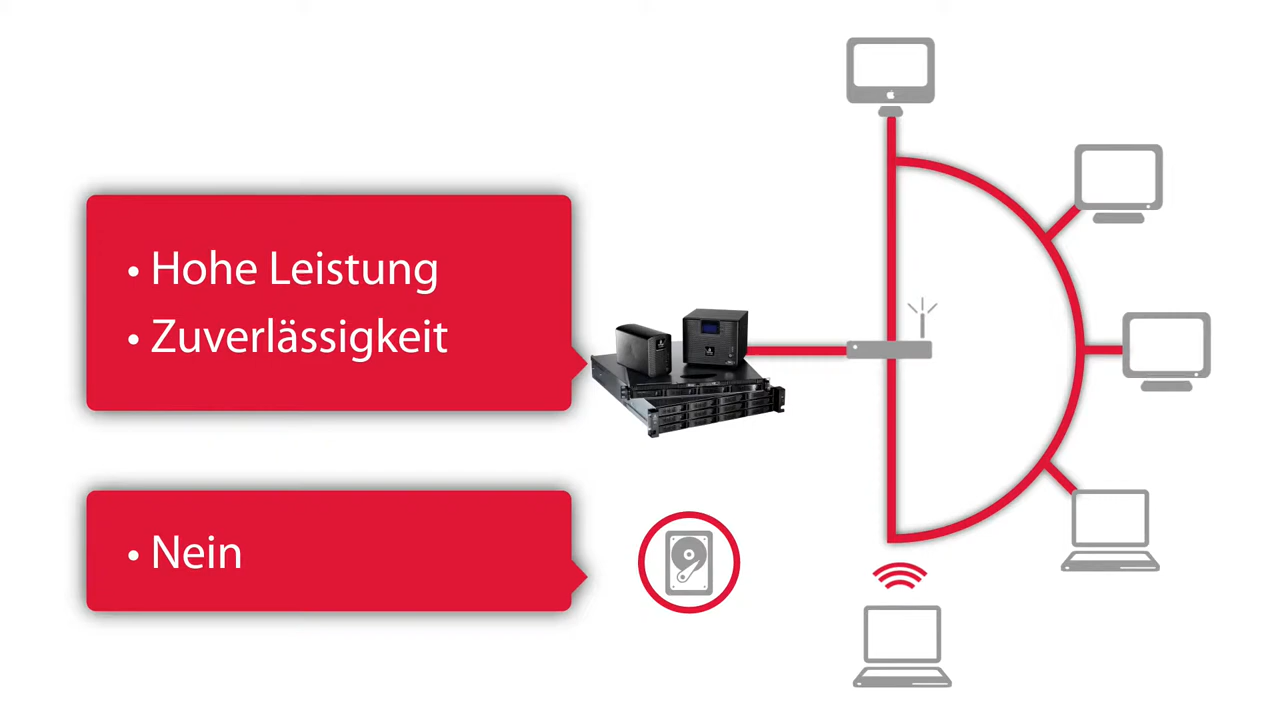 • Hohe Leistung
• Zuverlässigkeit
• Nein